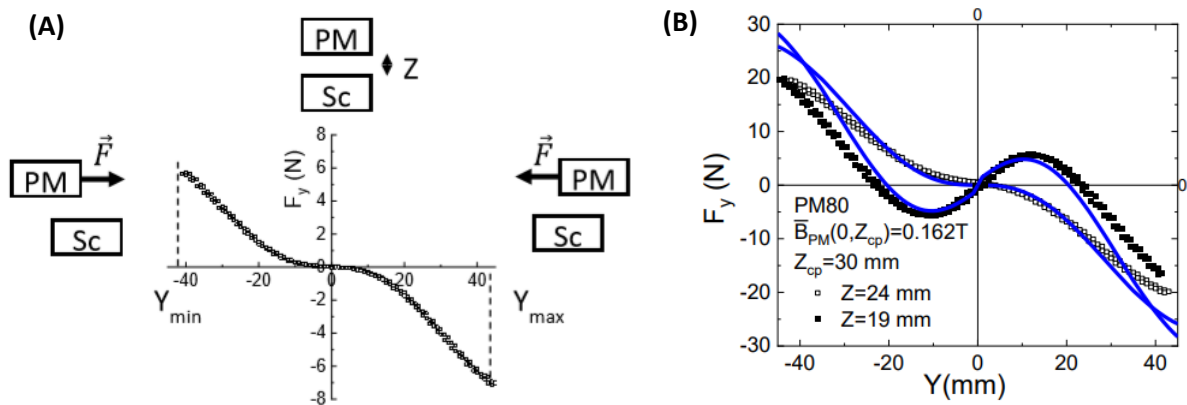 (A)
PM
Z
Sc
F⃗
PM
Sc
F⃗
PM
Sc
F_y (N)
8
6
4
2
0
-2
-4
-6
-8
-40 -20 0 20 40
Y_min
Y_max
(B)
0
F_y (N)
30
20
10
0
-10
-20
-30
0
PM80
B̅_PM(0,Z_cp)=0.162T
Z_cp=30 mm
Z=24 mm
Z=19 mm
-40 -20 0 20 40
Y(mm)